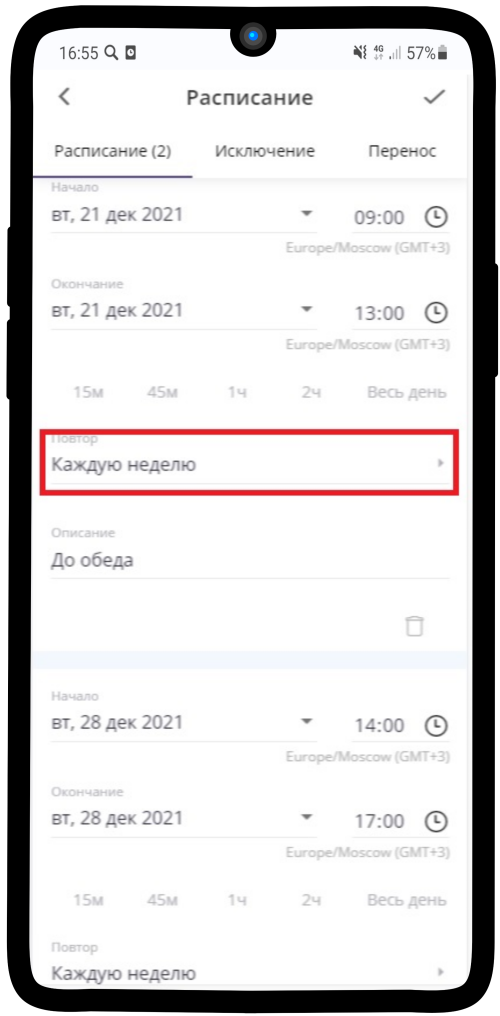 16:55 4G 57%
Расписание
Расписание (2) Исключение Перенос
Начало
вт, 21 дек 2021 09:00
Europe/Moscow (GMT+3)
Окончание
вт, 21 дек 2021 13:00
Europe/Moscow (GMT+3)
15м 45м 1ч 2ч Весь день
Повтор
Каждую неделю
Описание
До обеда
Начало
вт, 28 дек 2021 14:00
Europe/Moscow (GMT+3)
Окончание
вт, 28 дек 2021 17:00
Europe/Moscow (GMT+3)
15м 45м 1ч 2ч Весь день
Повтор
Каждую неделю